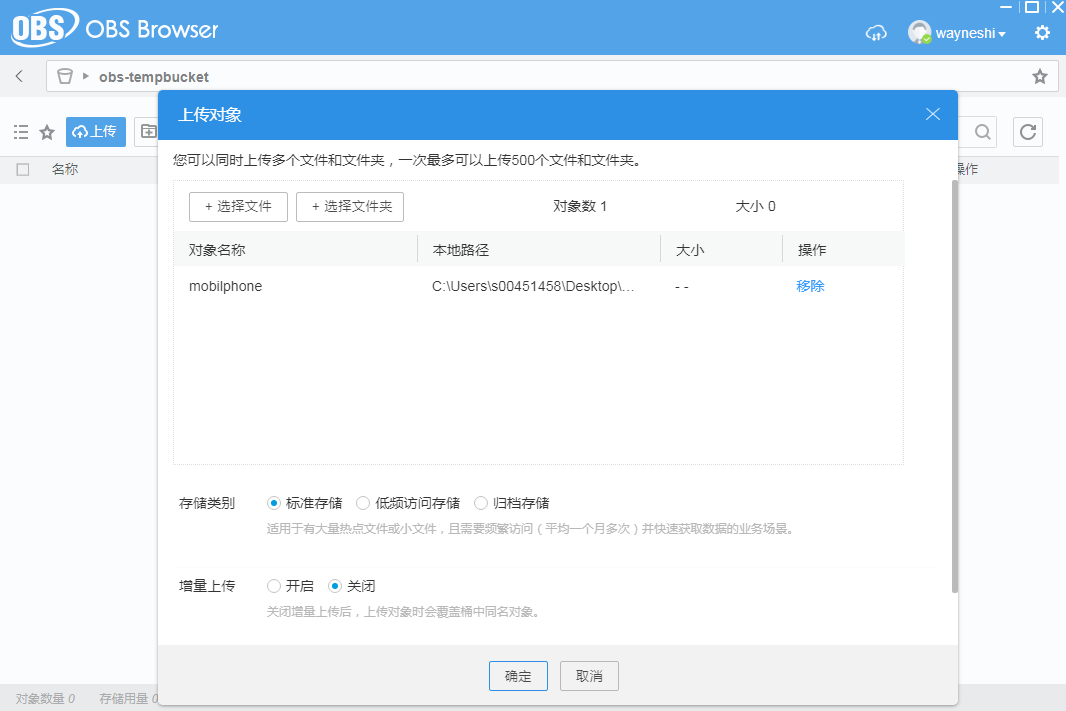 OBS OBS Browser
wayneshi
obs-tempbucket
上传
名称
操作
上传对象
您可以同时上传多个文件和文件夹，一次最多可以上传500个文件和文件夹。
+ 选择文件 + 选择文件夹 对象数 1 大小 0
对象名称 本地路径 大小 操作
mobilphone C:\Users\s00451458\Desktop\... - - 移除
存储类别 标准存储 低频访问存储 归档存储
适用于有大量热点文件或小文件，且需要频繁访问（平均一个月多次）并快速获取数据的业务场景。
增量上传 开启 关闭
关闭增量上传后，上传对象时会覆盖桶中同名对象。
确定 取消
对象数量 0 存储用量 0